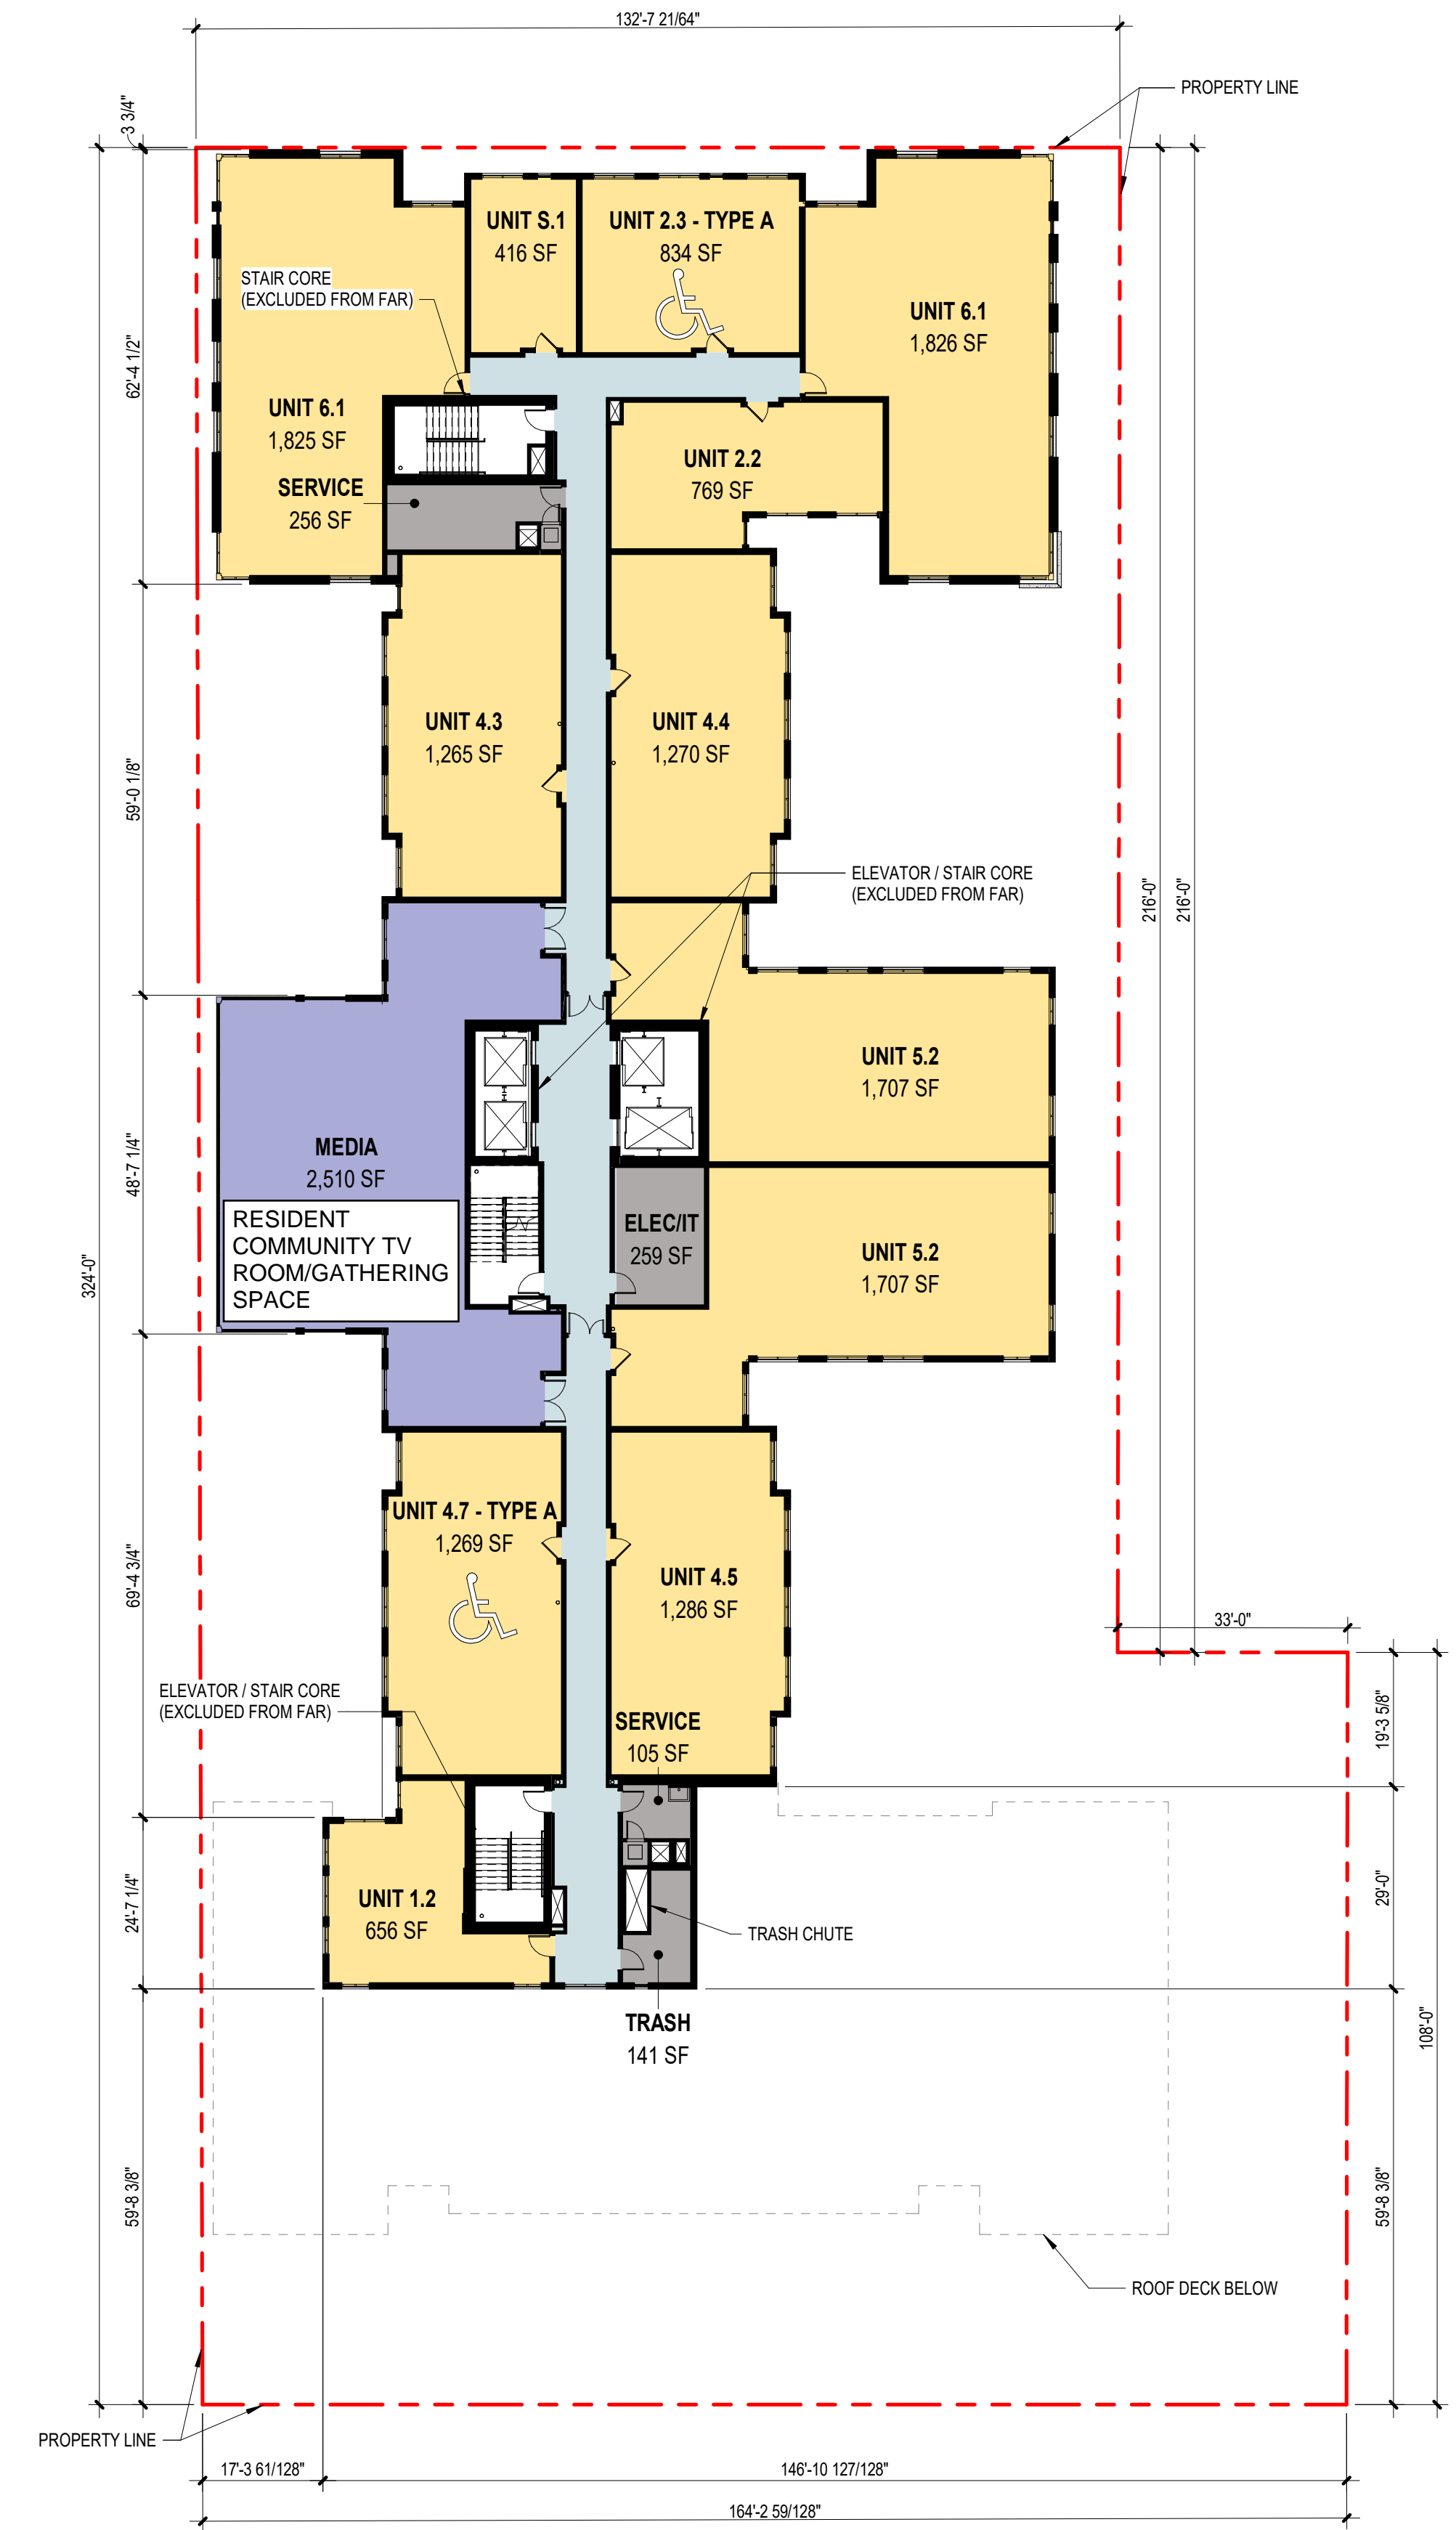 132'-7 21/64"
PROPERTY LINE
3 3/4"
UNIT S.1
416 SF
UNIT 2.3 - TYPE A
834 SF
STAIR CORE
(EXCLUDED FROM FAR)
UNIT 6.1
1,826 SF
62'-4 1/2"
UNIT 6.1
1,825 SF
UNIT 2.2
769 SF
SERVICE
256 SF
UNIT 4.3
1,265 SF
UNIT 4.4
1,270 SF
59'-0 1/8"
ELEVATOR / STAIR CORE
(EXCLUDED FROM FAR)
216'-0"
216'-0"
UNIT 5.2
1,707 SF
MEDIA
2,510 SF
48'-7 1/4"
RESIDENT
COMMUNITY TV
ROOM/GATHERING
SPACE
ELEC/IT
259 SF
UNIT 5.2
1,707 SF
324'-0"
UNIT 4.7 - TYPE A
1,269 SF
UNIT 4.5
1,286 SF
69'-4 3/4"
33'-0"
ELEVATOR / STAIR CORE
(EXCLUDED FROM FAR)
SERVICE
105 SF
19'-3 5/8"
UNIT 1.2
656 SF
24'-7 1/4"
29'-0"
TRASH CHUTE
TRASH
141 SF
108'-0"
59'-8 3/8"
59'-8 3/8"
ROOF DECK BELOW
PROPERTY LINE
17'-3 61/128"
146'-10 127/128"
164'-2 59/128"